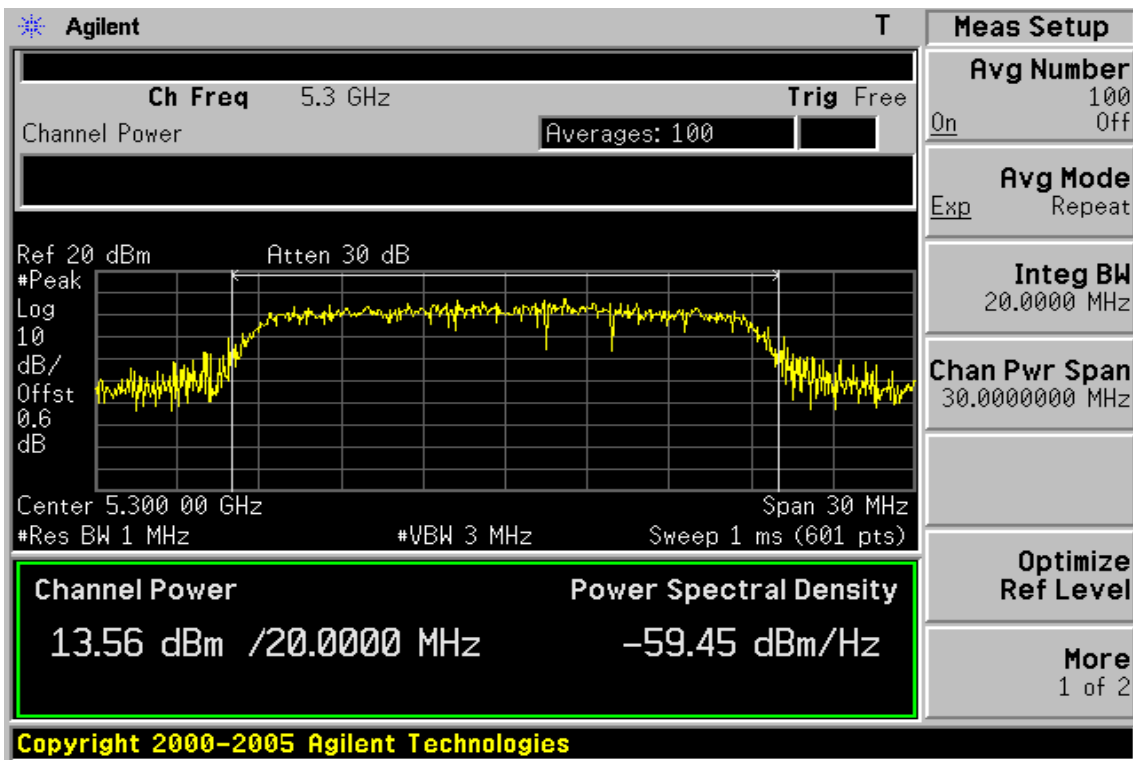 Agilent T
Ch Freq 5.3 GHz Trig Free
Channel Power Averages: 100
Ref 20 dBm Atten 30 dB
#Peak
Log
10
dB/
Offst
0.6
dB
Center 5.300 00 GHz Span 30 MHz
#Res BW 1 MHz #VBW 3 MHz Sweep 1 ms (601 pts)
Channel Power Power Spectral Density
13.56 dBm /20.0000 MHz -59.45 dBm/Hz
Copyright 2000-2005 Agilent Technologies
Meas Setup
Avg Number
100
On Off
Avg Mode
Exp Repeat
Integ BW
20.0000 MHz
Chan Pwr Span
30.0000000 MHz
Optimize
Ref Level
More
1 of 2